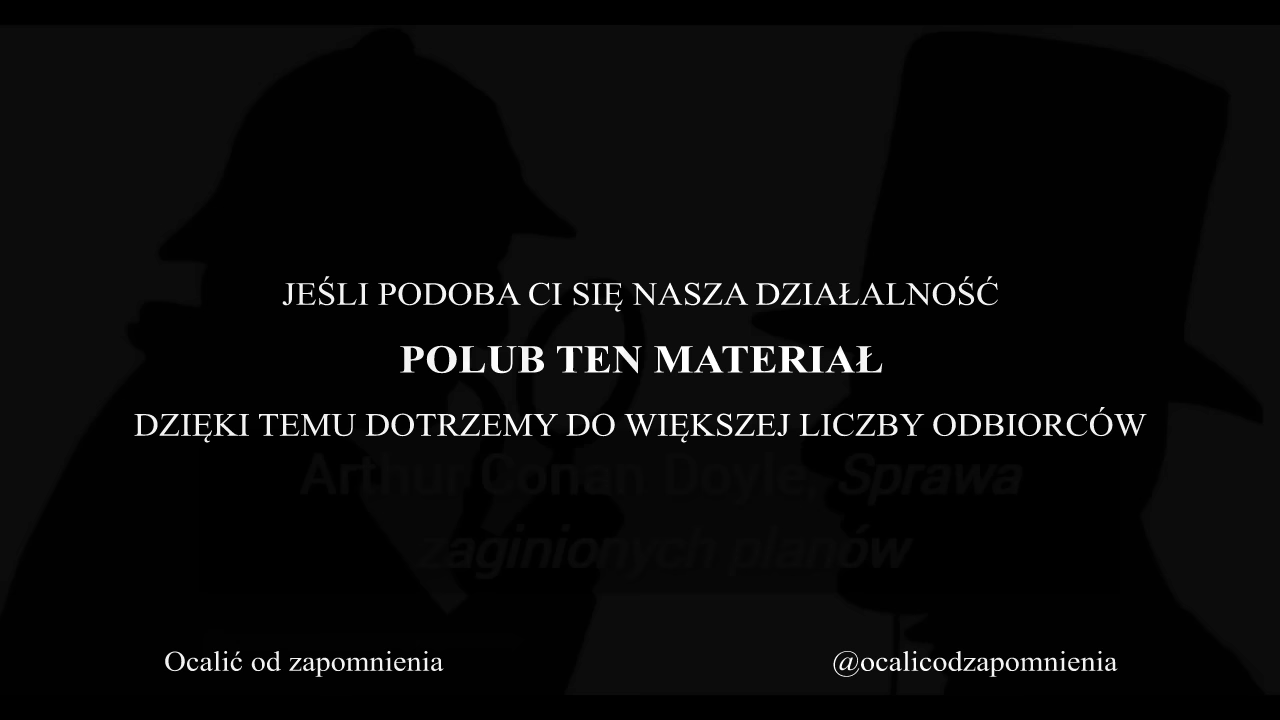 JEŚLI PODOBA CI SIĘ NASZA DZIAŁALNOŚĆ
POLUB TEN MATERIAŁ
DZIĘKI TEMU DOTRZEMY DO WIĘKSZEJ LICZBY ODBIORCÓW
Arthur Conan Doyle, Sprawa
zaginionych planów
Ocalić od zapomnienia @ocalicodzapomnienia